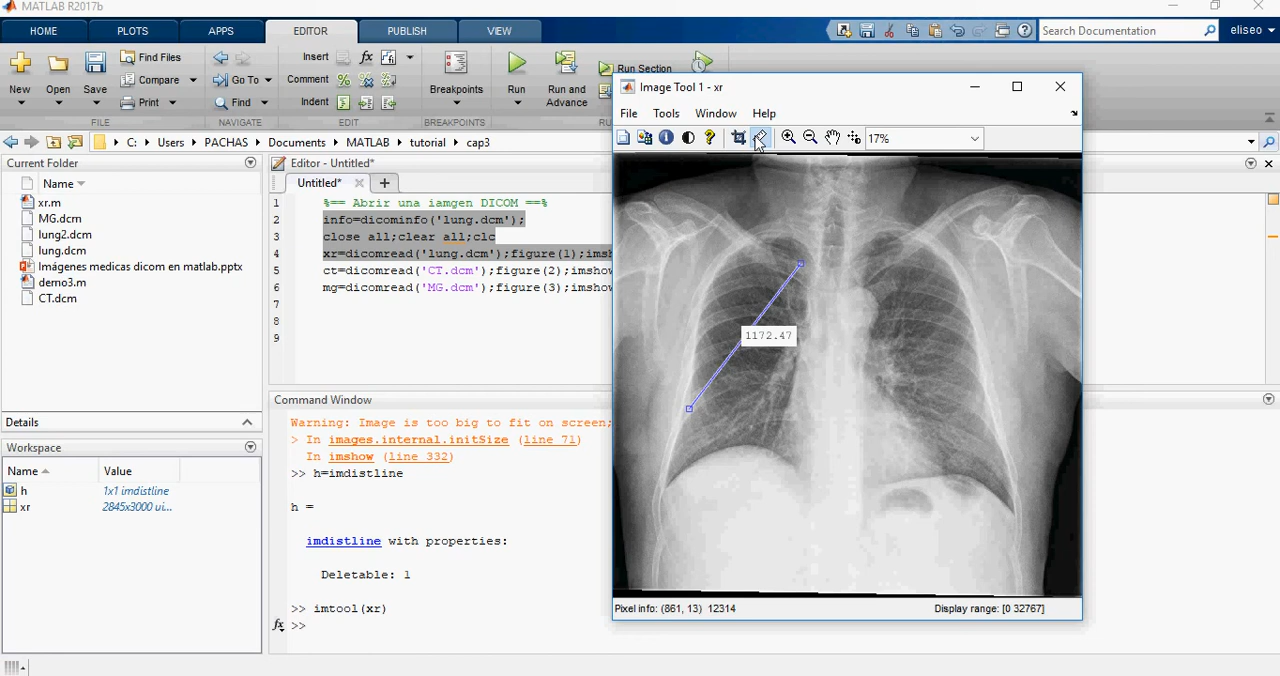 MATLAB R2017b
HOME PLOTS APPS EDITOR PUBLISH VIEW
Search Documentation
eliseo
New Open Save
Find Files
Compare
Print
Go To
Find
Insert
Comment
Indent
Breakpoints
Run
Run and
Advance
Run Section
FILE NAVIGATE EDIT BREAKPOINTS
C: Users PACHAS Documents MATLAB tutorial cap3
Current Folder
Name
xr.m
MG.dcm
lung2.dcm
lung.dcm
Imágenes medicas dicom en matlab.pptx
demo3.m
CT.dcm
Details
Workspace
Name Value
h 1x1 imdistline
xr 2845x3000 ui...
Editor - Untitled*
Untitled*
1 %== Abrir una iamgen DICOM ==%
2 info=dicominfo('lung.dcm');
3 close all;clear all;clc
4 xr=dicomread('lung.dcm');figure(1);imsh
5 ct=dicomread('CT.dcm');figure(2);imshow
6 mg=dicomread('MG.dcm');figure(3);imshow
7
8
9
Command Window
Warning: Image is too big to fit on screen;
> In images.internal.initSize (line 71)
In imshow (line 332)
>> h=imdistline
h =
imdistline with properties:
Deletable: 1
>> imtool(xr)
fx >>
Image Tool 1 - xr
File Tools Window Help
17%
1172.47
Pixel info: (861, 13) 12314
Display range: [0 32767]